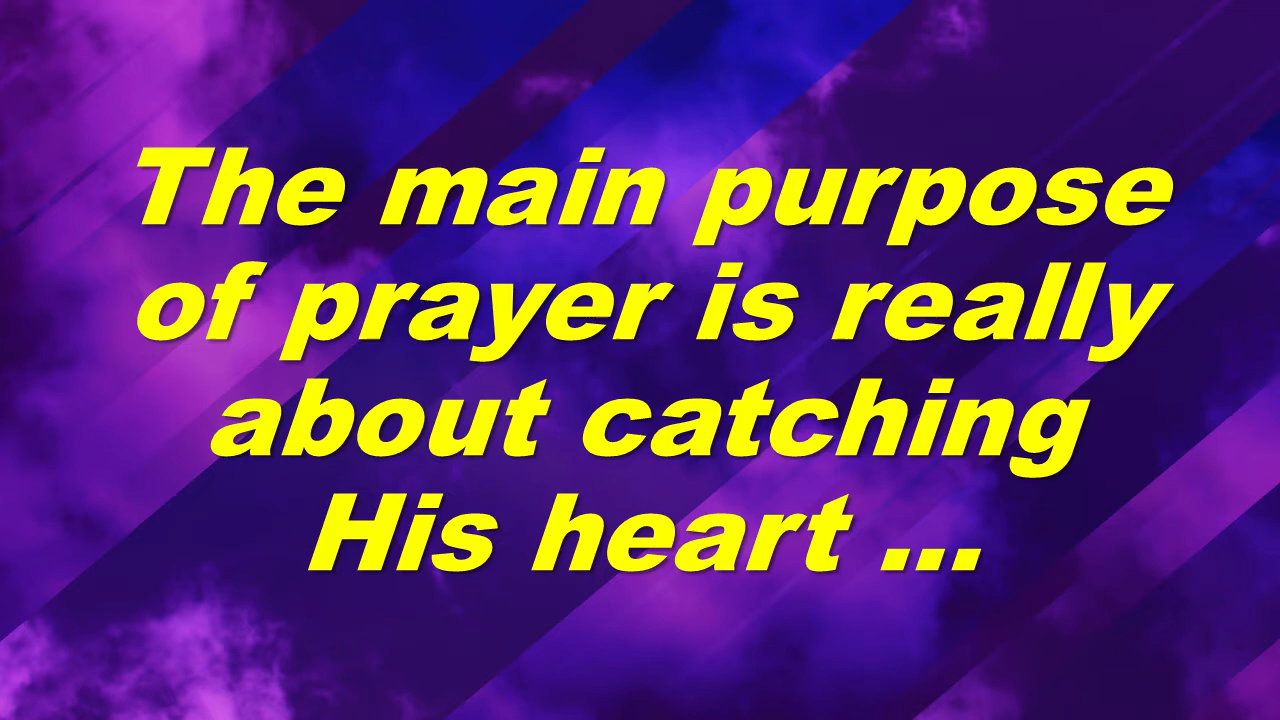 The main purpose
of prayer is really
about catching
His heart ...